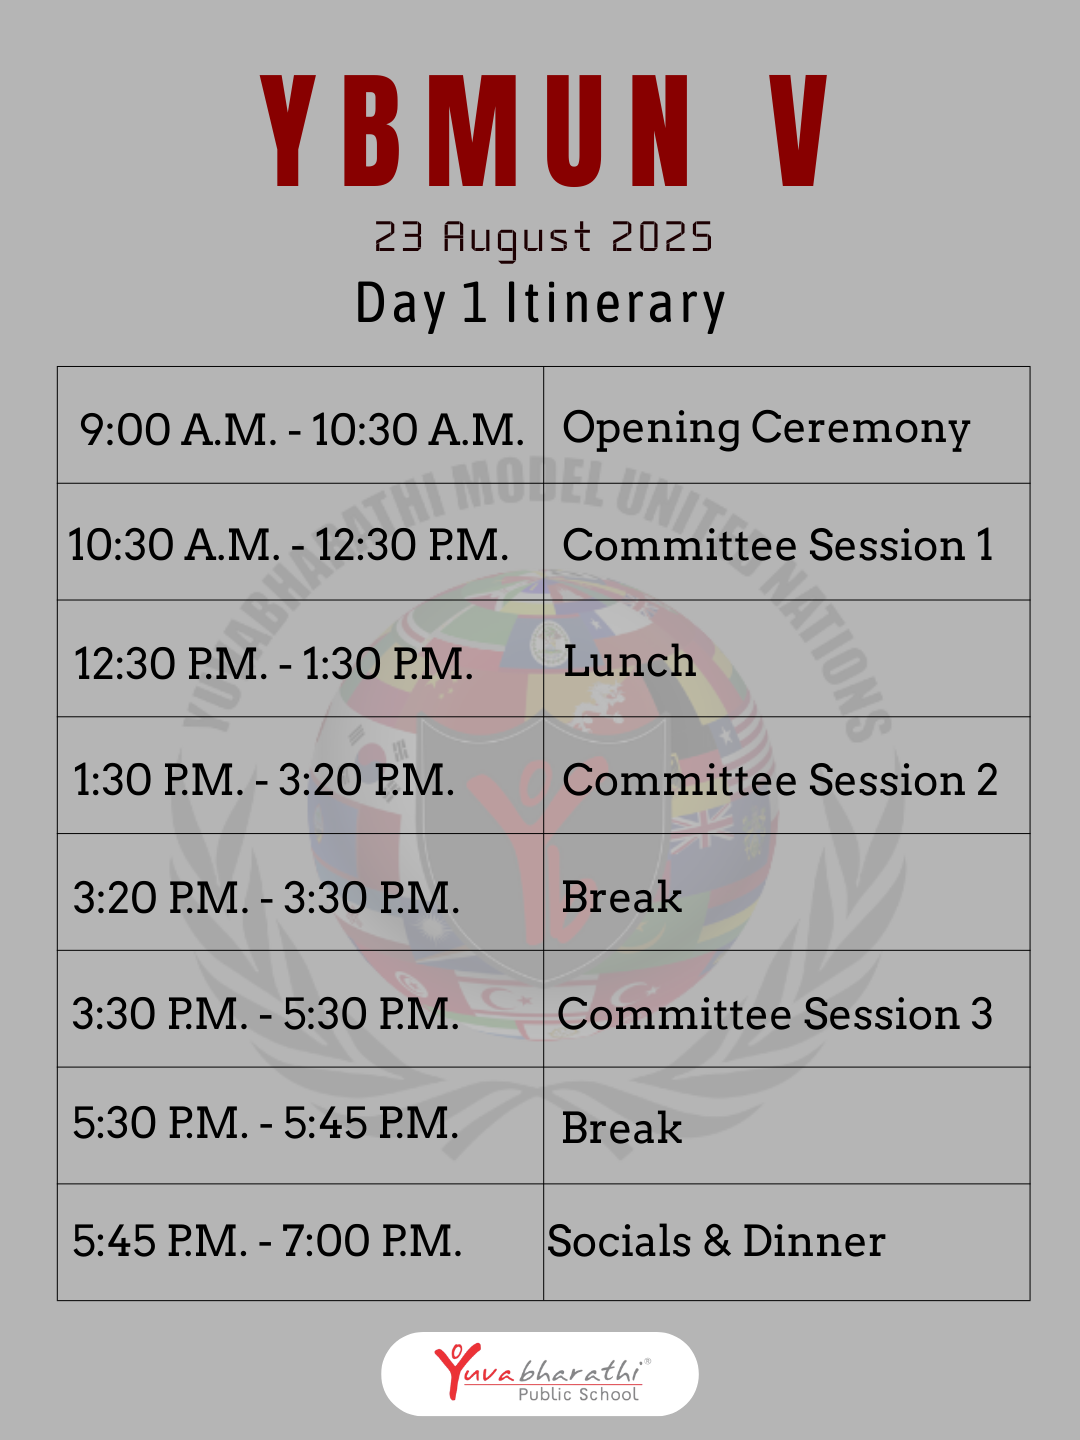 YBMUN V
23 August 2025
Day 1 Itinerary
9:00 A.M. - 10:30 A.M. Opening Ceremony
10:30 A.M. - 12:30 P.M. Committee Session 1
12:30 P.M. - 1:30 P.M. Lunch
1:30 P.M. - 3:20 P.M. Committee Session 2
3:20 P.M. - 3:30 P.M. Break
3:30 P.M. - 5:30 P.M. Committee Session 3
5:30 P.M. - 5:45 P.M. Break
5:45 P.M. - 7:00 P.M. Socials & Dinner
YUVABHARATHI MODEL UNITED NATIONS
Yuvabharathi®
Public School